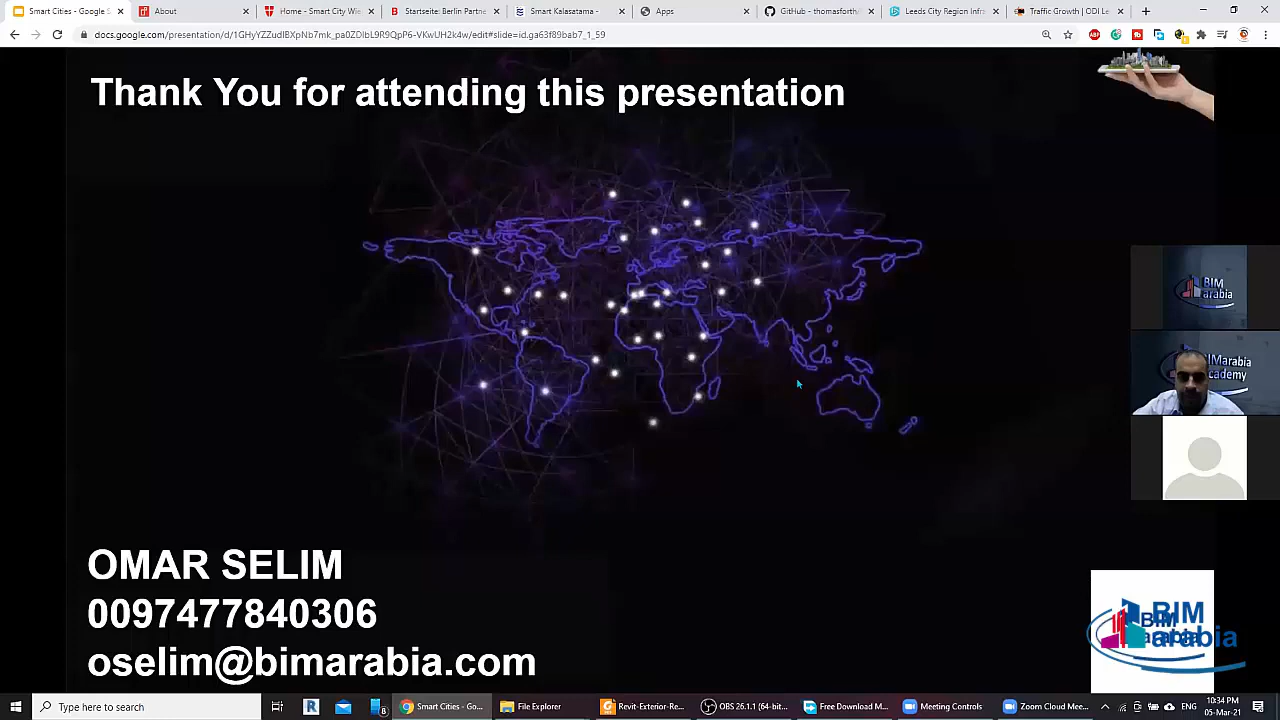 Smart Cities - Google S
About
Home - Smart City Wie
Startseite: Berlin Partne
Smart Kalasatama -
Apps
GitHub - thomasforth/l
Leeds City Region Infra
Traffic Growth | ODI Le
docs.google.com/presentation/d/1GHyYZZudIBXpNb7mk_pa0ZDIbL9R9QpP6-VKwUH2k4w/edit#slide=id.ga63f89bab7_1_59
Thank You for attending this presentation
BIM
arabia
BIMarabia
Academy
OMAR SELIM
0097477840306
oselim@bimarabia.com
BIM
arabia
Type here to search
Smart Cities - Go...
File Explorer
Revit-Exterior-Re...
OBS 26.1.1 (64-bit...
Free Download M...
Meeting Controls
Zoom Cloud Mee...
10:34 PM
05-Mar-21